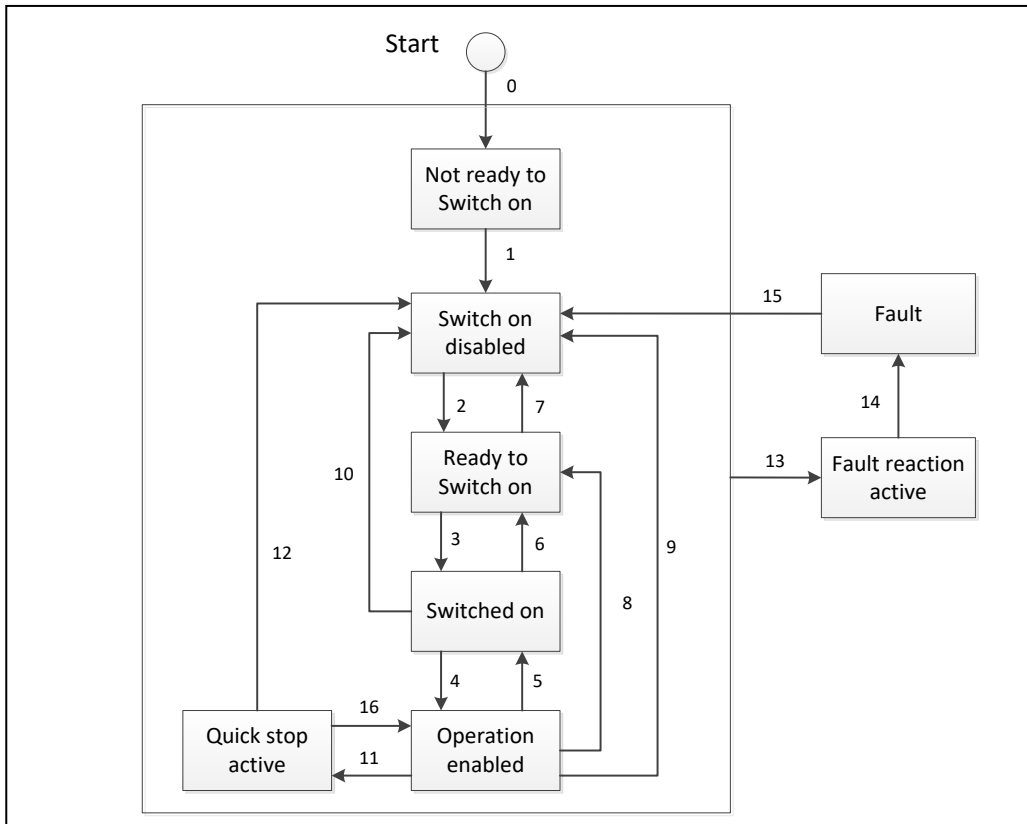 Start
0
Not ready to
Switch on
1
Switch on
disabled
15
Fault
2
7
14
Ready to
Switch on
10
13
Fault reaction
active
3
6
12
9
Switched on
8
4
5
16
Quick stop
active
11
Operation
enabled